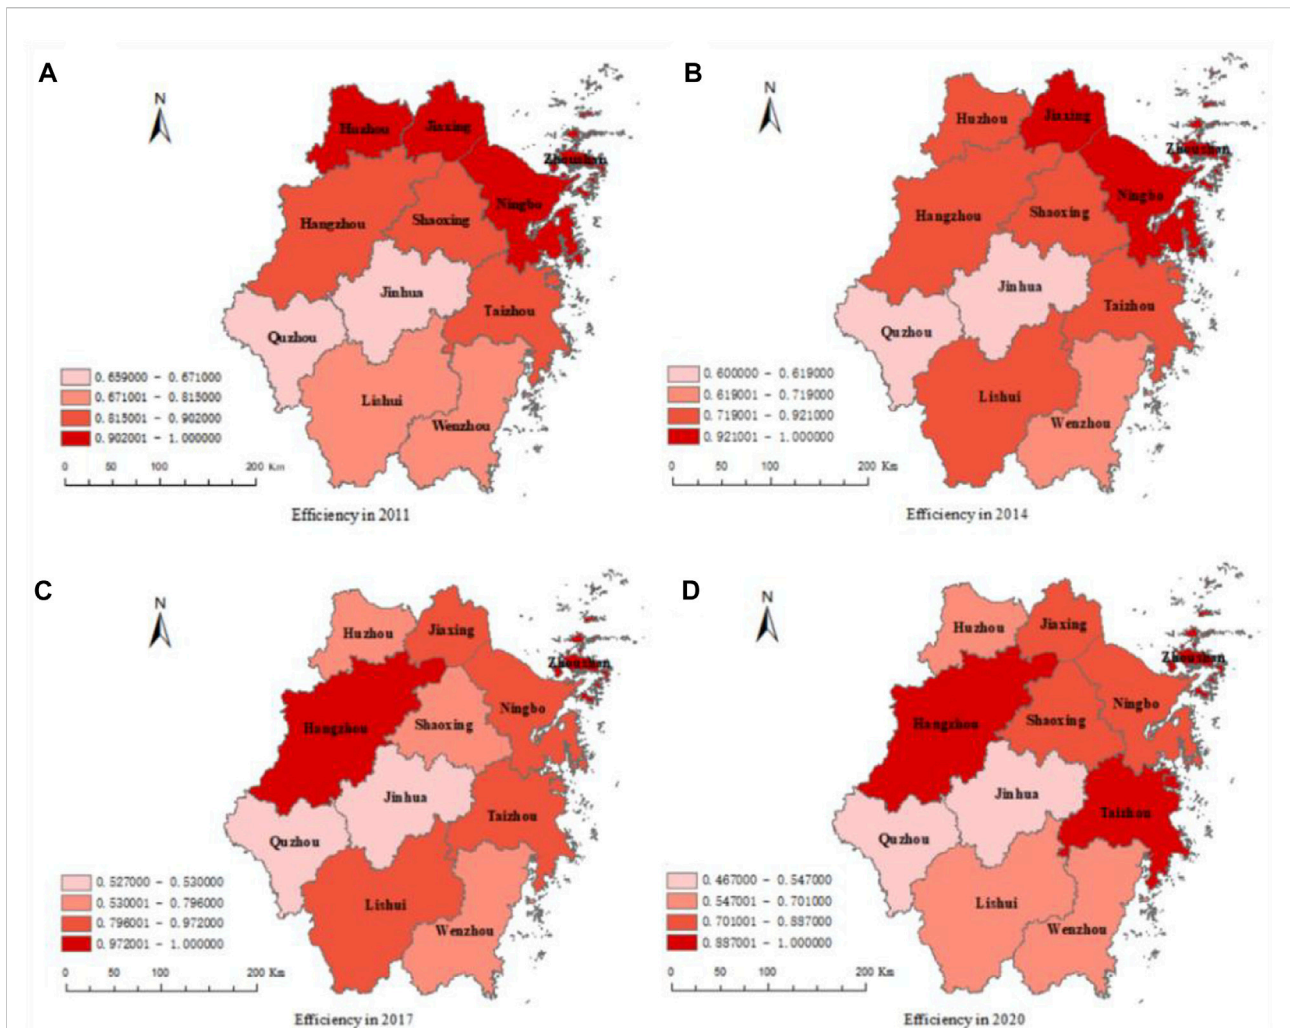 A
N
Huzhou
Jiaxing
Zhoushan
Ningbo
Hangzhou
Shaoxing
Jinhua
Taizhou
Quzhou
Lishui
Wenzhou
0.659000 - 0.671000
0.671001 - 0.815000
0.815001 - 0.902000
0.902001 - 1.000000
0 50 100 200 Km
Efficiency in 2011
B
N
Huzhou
Jiaxing
Zhoushan
Ningbo
Hangzhou
Shaoxing
Jinhua
Taizhou
Quzhou
Lishui
Wenzhou
0.600000 - 0.619000
0.619001 - 0.719000
0.719001 - 0.921000
0.921001 - 1.000000
0 50 100 200 Km
Efficiency in 2014
C
N
Huzhou
Jiaxing
Zhoushan
Ningbo
Hangzhou
Shaoxing
Jinhua
Taizhou
Quzhou
Lishui
Wenzhou
0.527000 - 0.530000
0.530001 - 0.796000
0.796001 - 0.972000
0.972001 - 1.000000
0 50 100 200 Km
Efficiency in 2017
D
N
Huzhou
Jiaxing
Zhoushan
Ningbo
Hangzhou
Shaoxing
Jinhua
Taizhou
Quzhou
Lishui
Wenzhou
0.467000 - 0.547000
0.547001 - 0.701000
0.701001 - 0.887000
0.887001 - 1.000000
0 50 100 200 Km
Efficiency in 2020